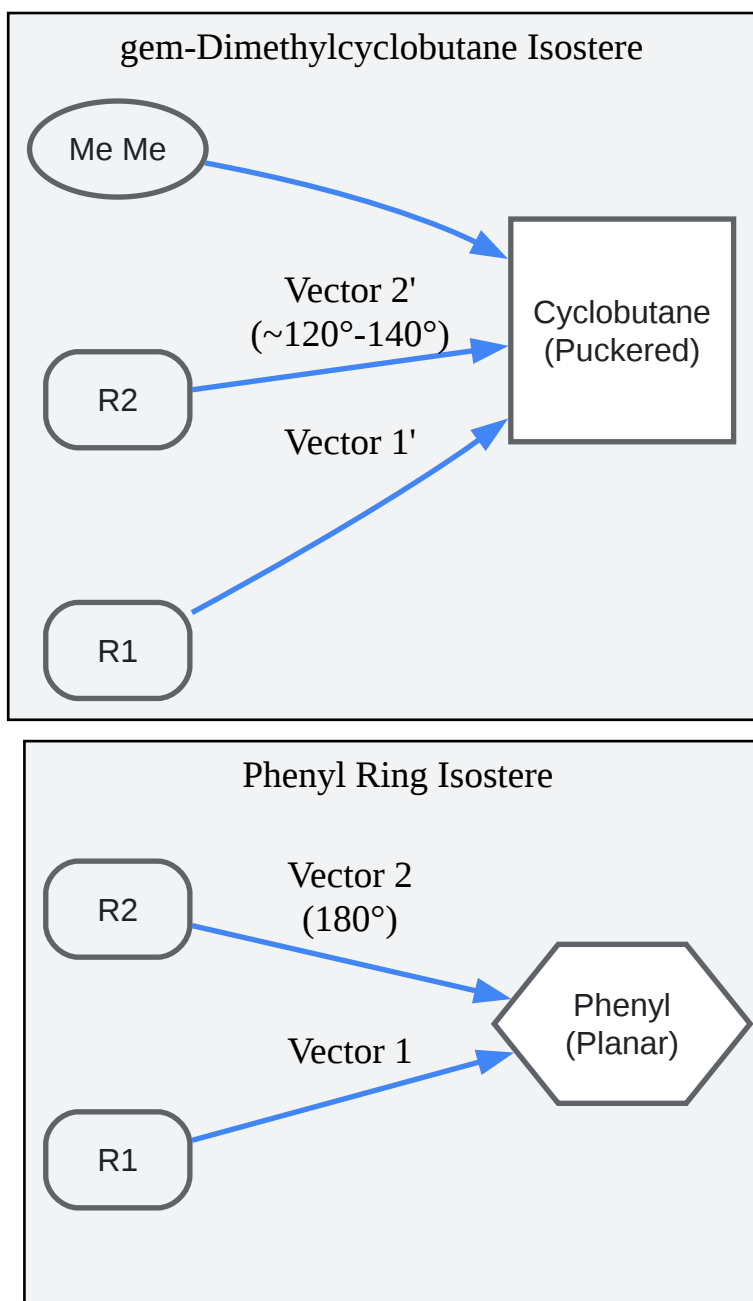 gem-Dimethylcyclobutane Isostere
Me Me
Vector 2'
(~120°-140°)
Cyclobutane
(Puckered)
R2
Vector 1'
R1
Phenyl Ring Isostere
R2
Vector 2
(180°)
Phenyl
(Planar)
Vector 1
R1